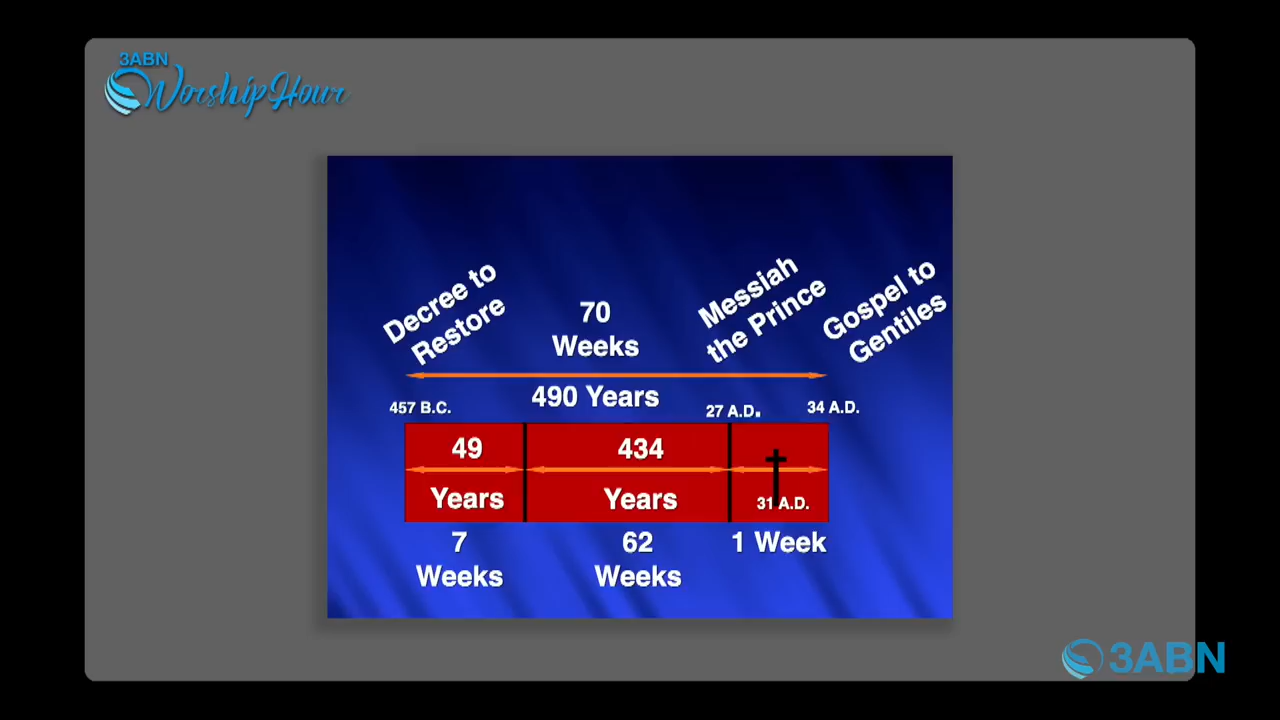 3ABN
Worship Hour
Decree to
Restore
70
Weeks
Messiah
the Prince
Gospel to
Gentiles
490 Years
457 B.C.
27 A.D.
34 A.D.
49
Years
434
Years
31 A.D.
7
Weeks
62
Weeks
1 Week
3ABN